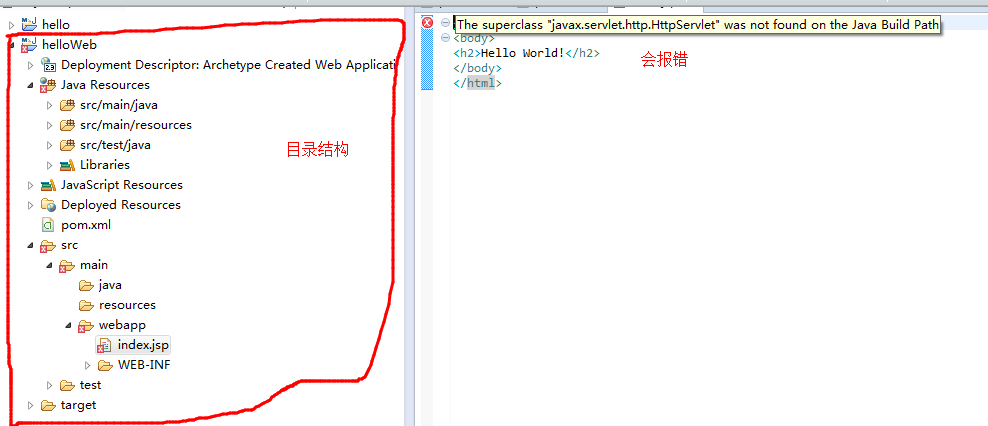 hello
helloWeb
Deployment Descriptor: Archetype Created Web Applicati
Java Resources
src/main/java
src/main/resources
src/test/java
Libraries
JavaScript Resources
Deployed Resources
pom.xml
src
main
java
resources
webapp
index.jsp
WEB-INF
test
target
目录结构
The superclass "javax.servlet.http.HttpServlet" was not found on the Java Build Path
<body>
<h2>Hello World!</h2>
</body>
</html>
会报错